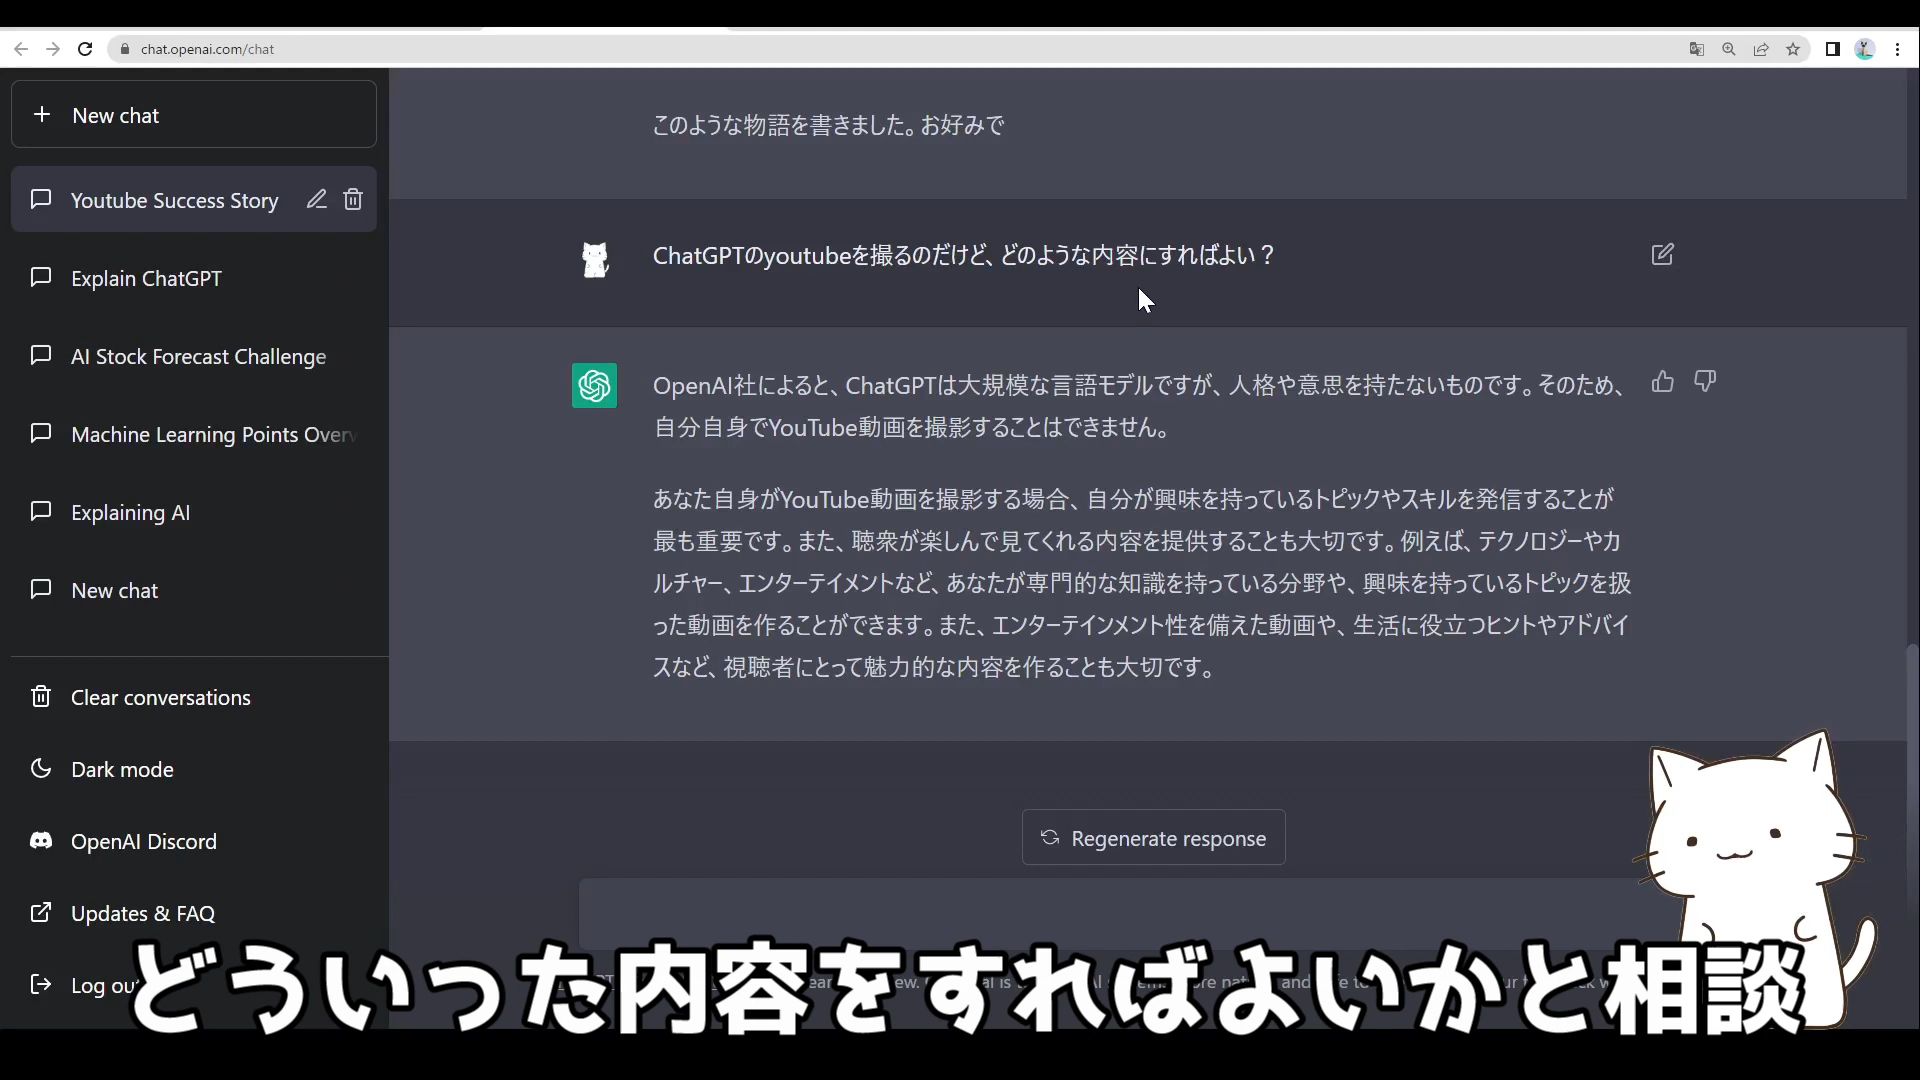 chat.openai.com/chat
New chat
Youtube Success Story
Explain ChatGPT
AI Stock Forecast Challenge
Machine Learning Points Overv
Explaining AI
New chat
Clear conversations
Dark mode
OpenAI Discord
Updates & FAQ
Log ou
このような物語を書きました。お好みで
ChatGPTのyoutubeを撮るのだけど、どのような内容にすればよい？
OpenAI社によると、ChatGPTは大規模な言語モデルですが、人格や意思を持たないものです。そのため、
自分自身でYouTube動画を撮影することはできません。
あなた自身がYouTube動画を撮影する場合、自分が興味を持っているトピックやスキルを発信することが
最も重要です。また、聴衆が楽しんで見てくれる内容を提供することも大切です。例えば、テクノロジーやカ
ルチャー、エンターテイメントなど、あなたが専門的な知識を持っている分野や、興味を持っているトピックを扱
った動画を作ることができます。また、エンターテインメント性を備えた動画や、生活に役立つヒントやアドバイ
スなど、視聴者にとって魅力的な内容を作ることも大切です。
Regenerate response
どういった内容をすればよいかと相談